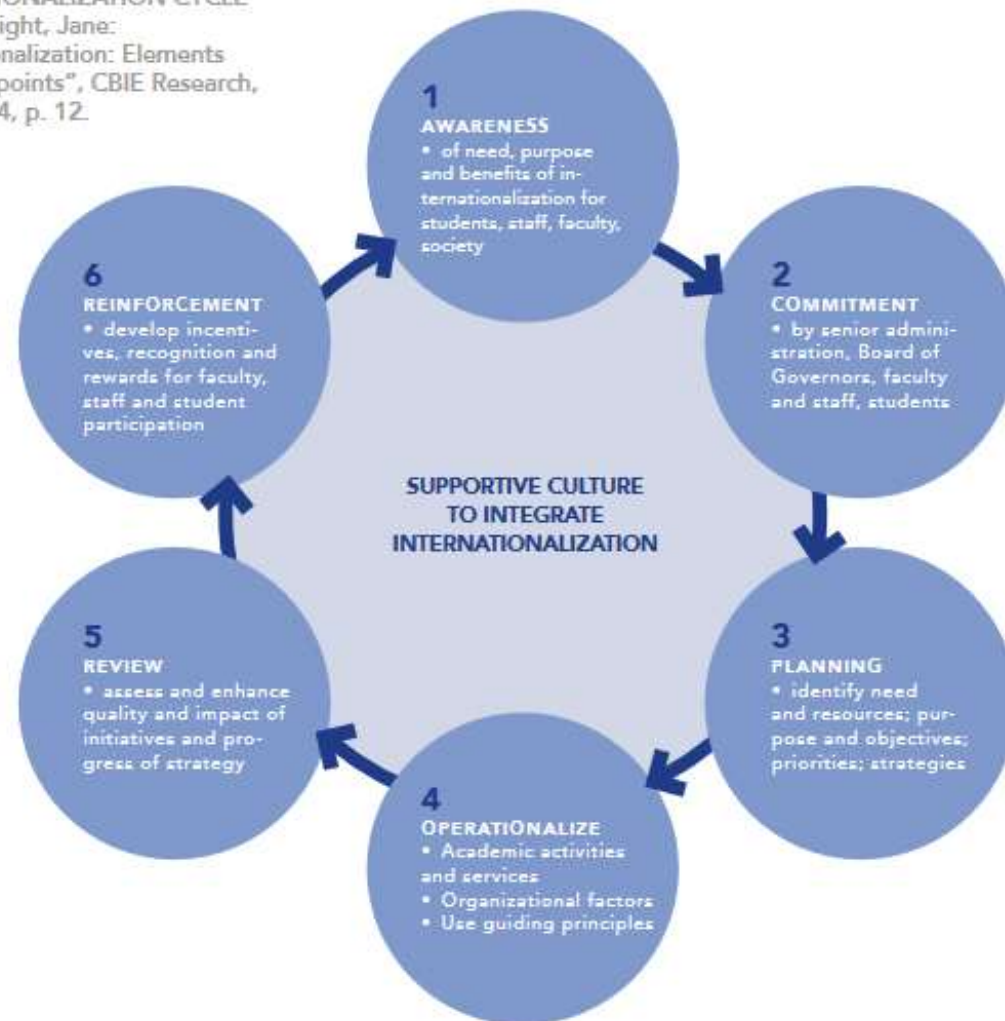 IONALIZATION CYCLE
ight, Jane:
nalization: Elements
points", CBIE Research,
4, p. 12.
1
AWARENESS
• of need, purpose
and benefits of in-
ternationalization for
students, staff, faculty,
society
2
COMMITMENT
• by senior admini-
stration, Board of
Governors, faculty
and staff, students
3
PLANNING
• identify need
and resources; pur-
pose and objectives;
priorities; strategies
4
OPERATIONALIZE
• Academic activities
and services
• Organizational factors
• Use guiding principles
5
REVIEW
• assess and enhance
quality and impact of
initiatives and pro-
gress of strategy
6
REINFORCEMENT
• develop incenti-
ves, recognition and
rewards for faculty,
staff and student
participation
SUPPORTIVE CULTURE
TO INTEGRATE
INTERNATIONALIZATION